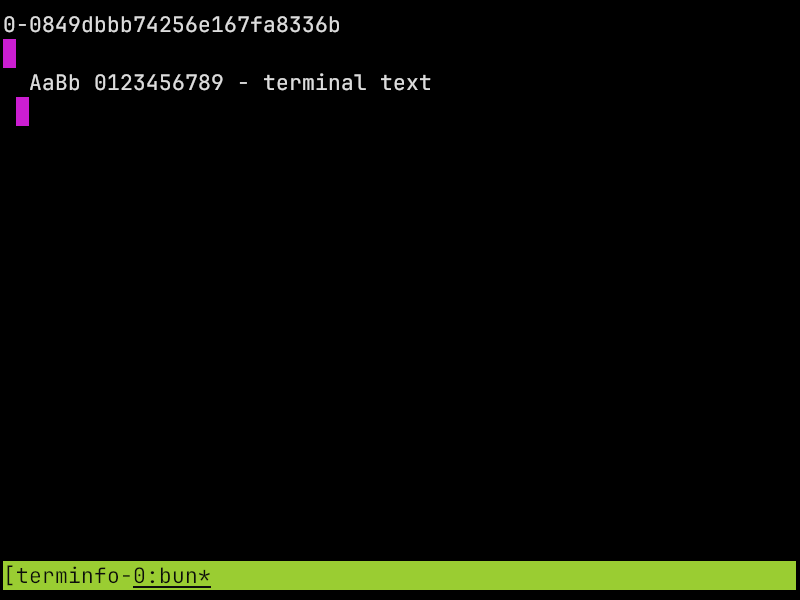 0-0849dbbb74256e167fa8336b
AaBb 0123456789 - terminal text
[terminfo-0:bun*